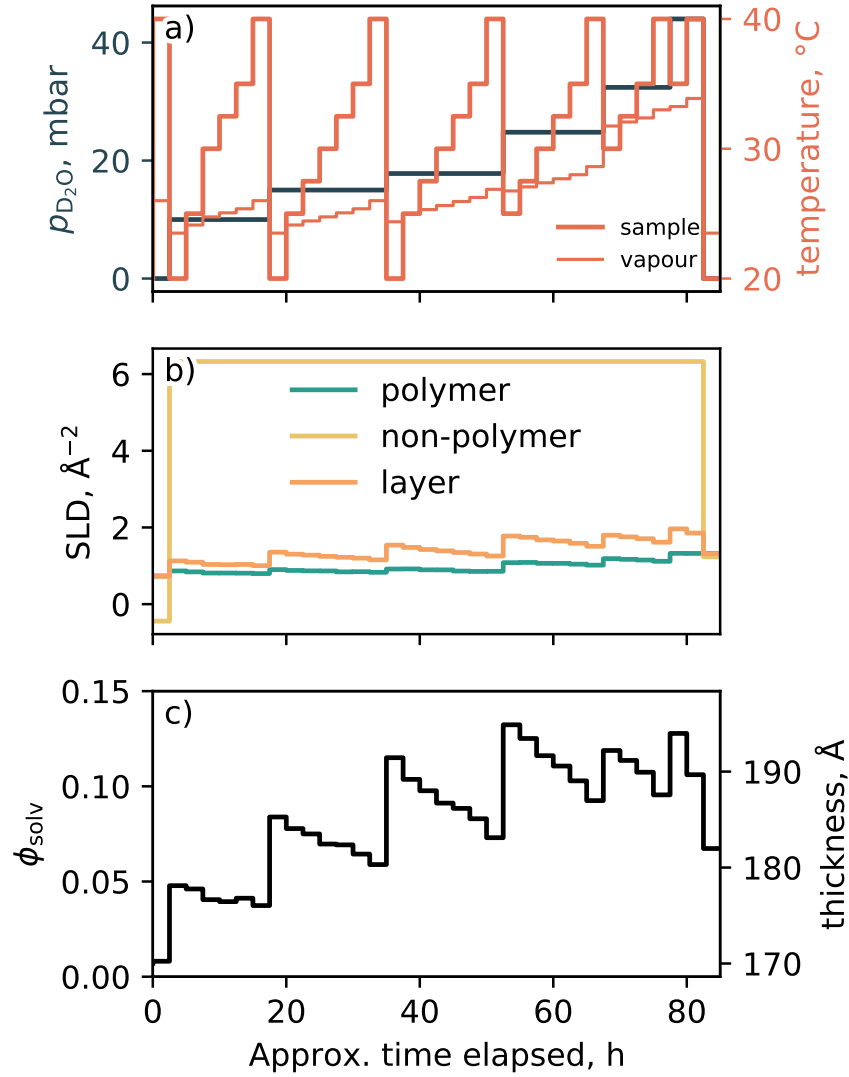 a)
40
20
0
p_D₂O, mbar
40
30
20
temperature, °C
sample
vapour
b)
6
4
2
0
SLD, Å⁻²
polymer
non-polymer
layer
c)
0.15
0.10
0.05
0.00
ϕ_solv
190
180
170
thickness, Å
0 20 40 60 80
Approx. time elapsed, h